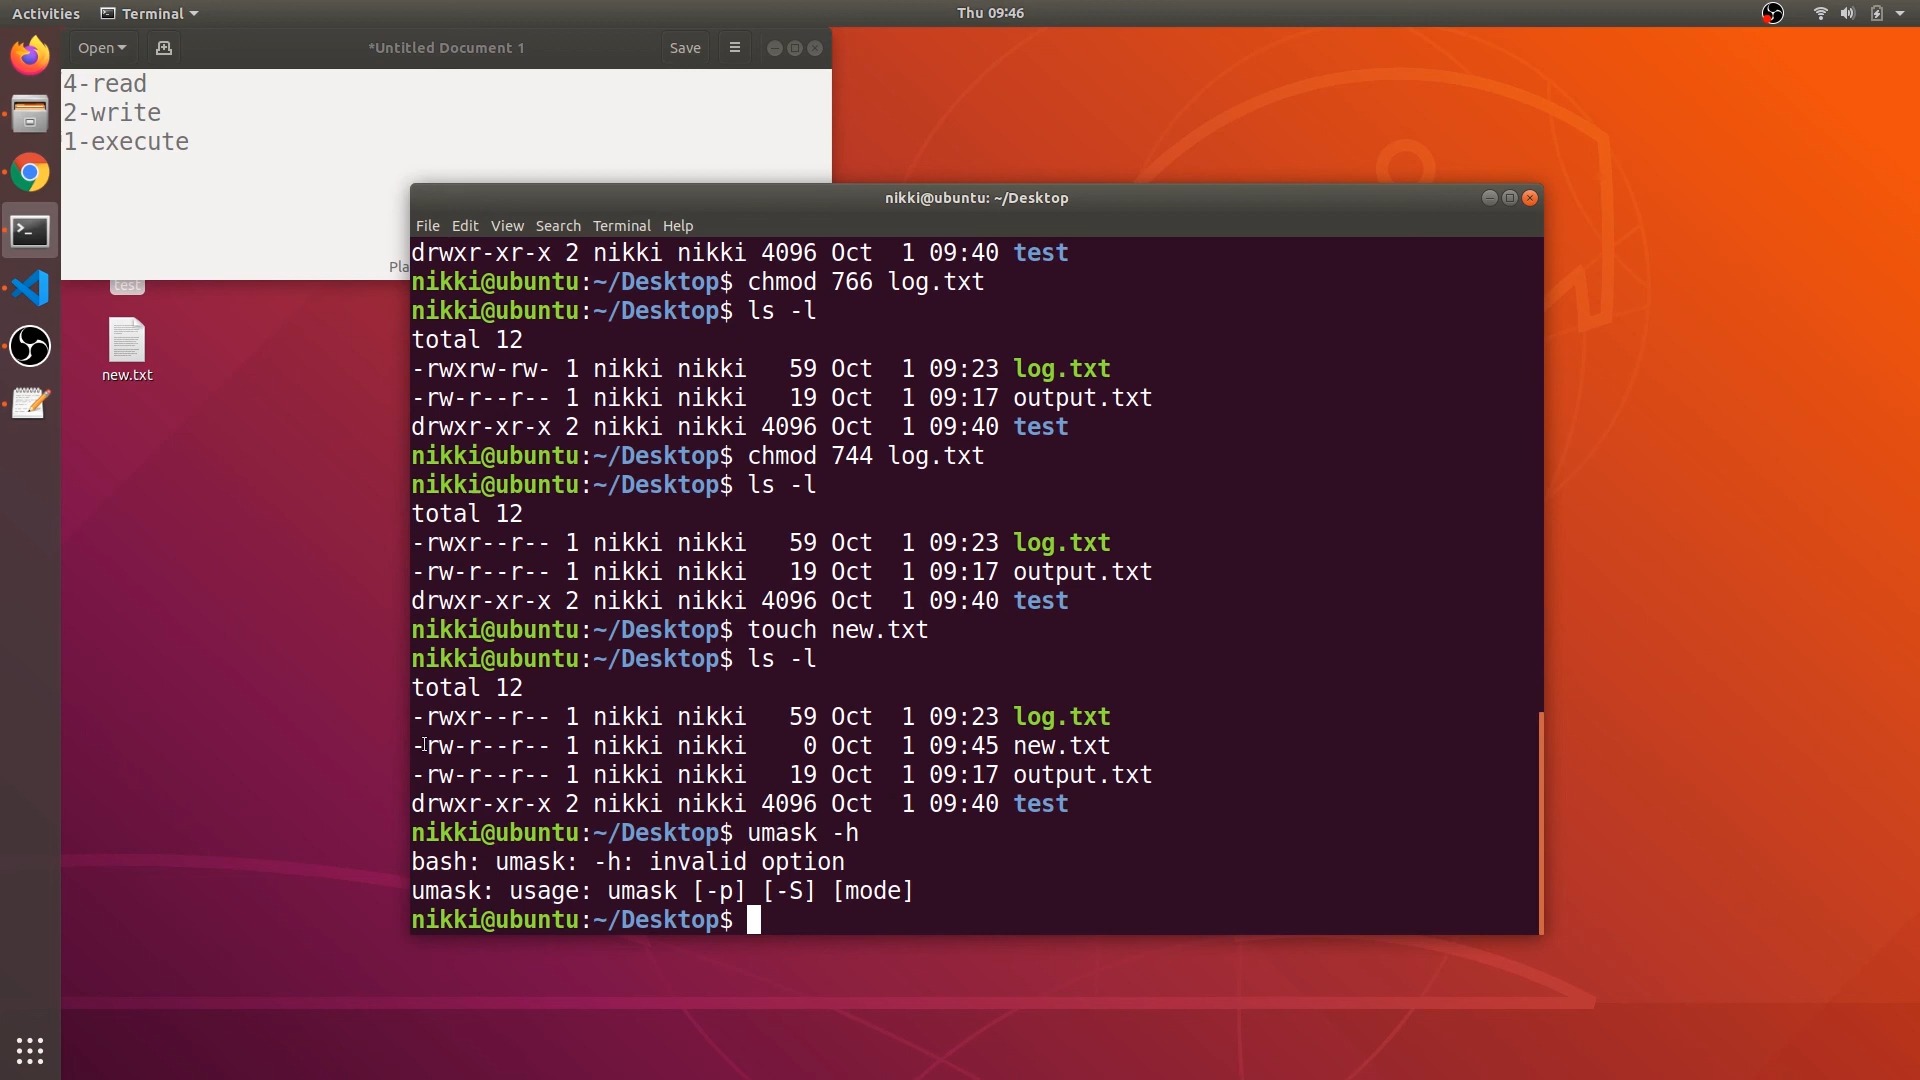 Activities Terminal Thu 09:46
Open *Untitled Document 1 Save
4-read
2-write
1-execute
Pla
test
new.txt
nikki@ubuntu: ~/Desktop
File Edit View Search Terminal Help
drwxr-xr-x 2 nikki nikki 4096 Oct  1 09:40 test
nikki@ubuntu:~/Desktop$ chmod 766 log.txt
nikki@ubuntu:~/Desktop$ ls -l
total 12
-rwxrw-rw- 1 nikki nikki   59 Oct  1 09:23 log.txt
-rw-r--r-- 1 nikki nikki   19 Oct  1 09:17 output.txt
drwxr-xr-x 2 nikki nikki 4096 Oct  1 09:40 test
nikki@ubuntu:~/Desktop$ chmod 744 log.txt
nikki@ubuntu:~/Desktop$ ls -l
total 12
-rwxr--r-- 1 nikki nikki   59 Oct  1 09:23 log.txt
-rw-r--r-- 1 nikki nikki   19 Oct  1 09:17 output.txt
drwxr-xr-x 2 nikki nikki 4096 Oct  1 09:40 test
nikki@ubuntu:~/Desktop$ touch new.txt
nikki@ubuntu:~/Desktop$ ls -l
total 12
-rwxr--r-- 1 nikki nikki   59 Oct  1 09:23 log.txt
-rw-r--r-- 1 nikki nikki    0 Oct  1 09:45 new.txt
-rw-r--r-- 1 nikki nikki   19 Oct  1 09:17 output.txt
drwxr-xr-x 2 nikki nikki 4096 Oct  1 09:40 test
nikki@ubuntu:~/Desktop$ umask -h
bash: umask: -h: invalid option
umask: usage: umask [-p] [-S] [mode]
nikki@ubuntu:~/Desktop$